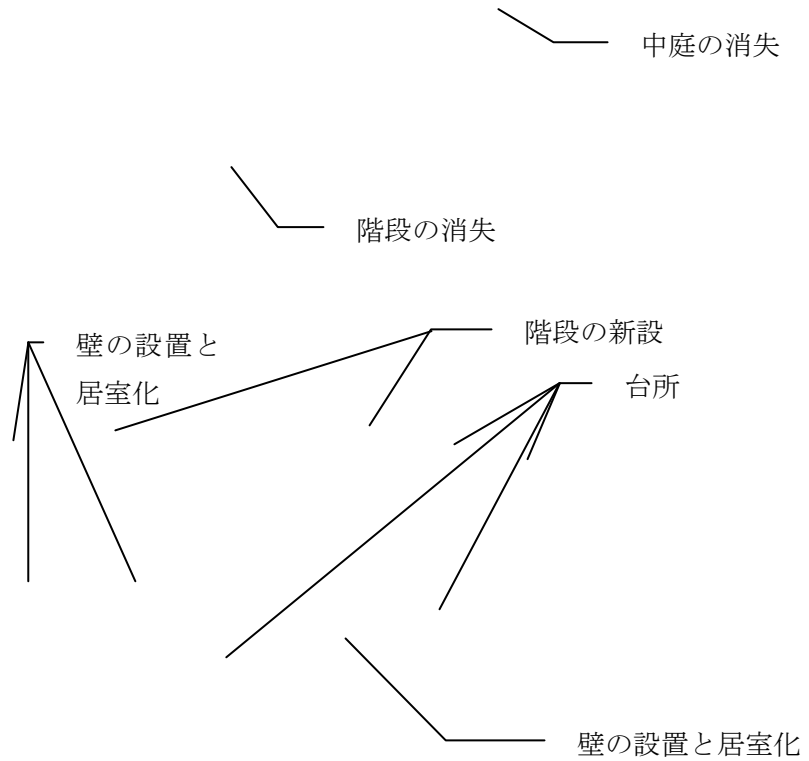 中庭の消失
階段の消失
階段の新設
壁の設置と
居室化
台所
壁の設置と居室化